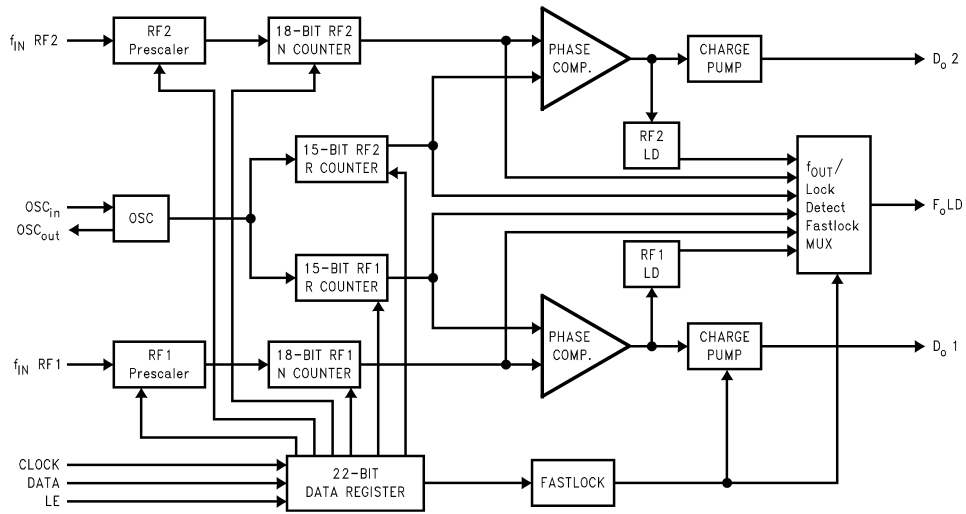 f_IN RF2
RF2
Prescaler
18-BIT RF2
N COUNTER
PHASE
COMP.
CHARGE
PUMP
D_o 2
RF2
LD
15-BIT RF2
R COUNTER
f_OUT/
Lock
Detect
Fastlock
MUX
F_oLD
OSC_in
OSC_out
OSC
15-BIT RF1
R COUNTER
RF1
LD
f_IN RF1
RF1
Prescaler
18-BIT RF1
N COUNTER
PHASE
COMP.
CHARGE
PUMP
D_o 1
CLOCK
DATA
LE
22-BIT
DATA REGISTER
FASTLOCK